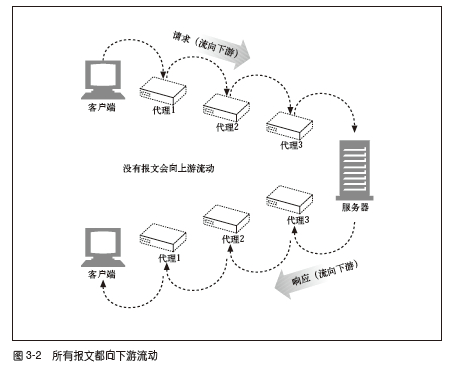 请求（流向下游）
客户端
代理1
代理2
代理3
没有报文会向上游流动
服务器
代理3
代理2
代理1
客户端
响应（流向下游）
图 3-2 所有报文都向下游流动